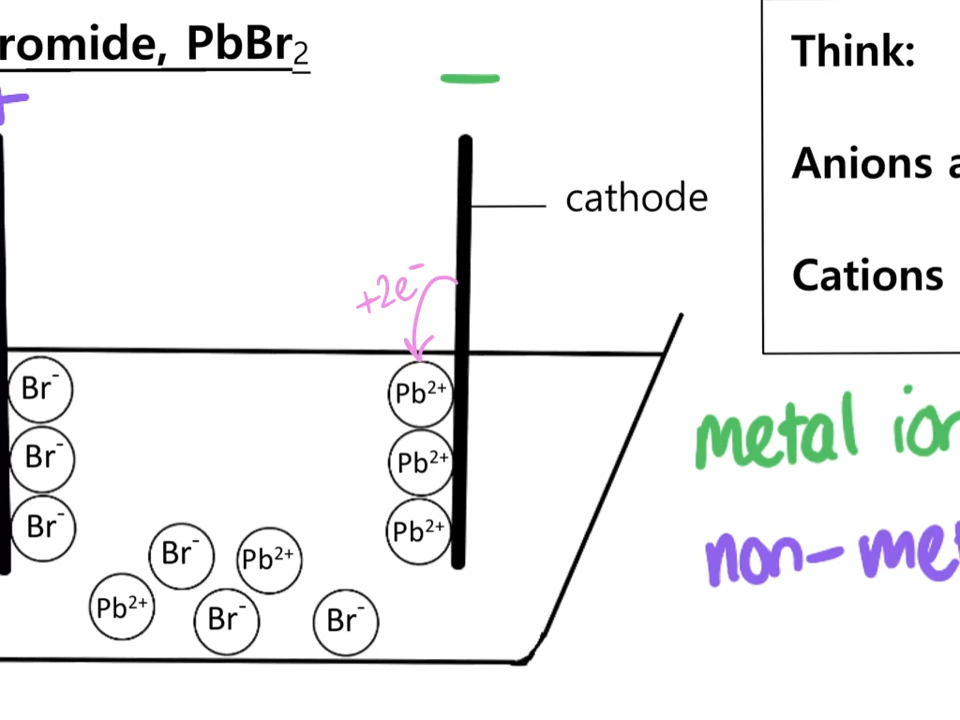 romide, PbBr₂
Think:
Anions a
Cations
+
−
cathode
+2e⁻
metal ion
non-me
Br⁻
Br⁻
Br⁻
Pb²⁺
Pb²⁺
Pb²⁺
Br⁻
Pb²⁺
Pb²⁺
Br⁻
Br⁻